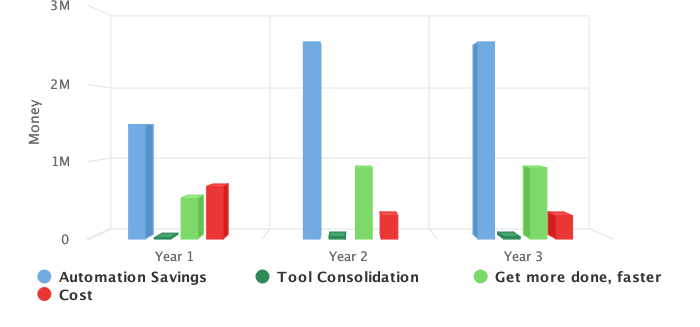 3M
2M
1M
0
Money
Year 1
Year 2
Year 3
Automation Savings
Tool Consolidation
Get more done, faster
Cost